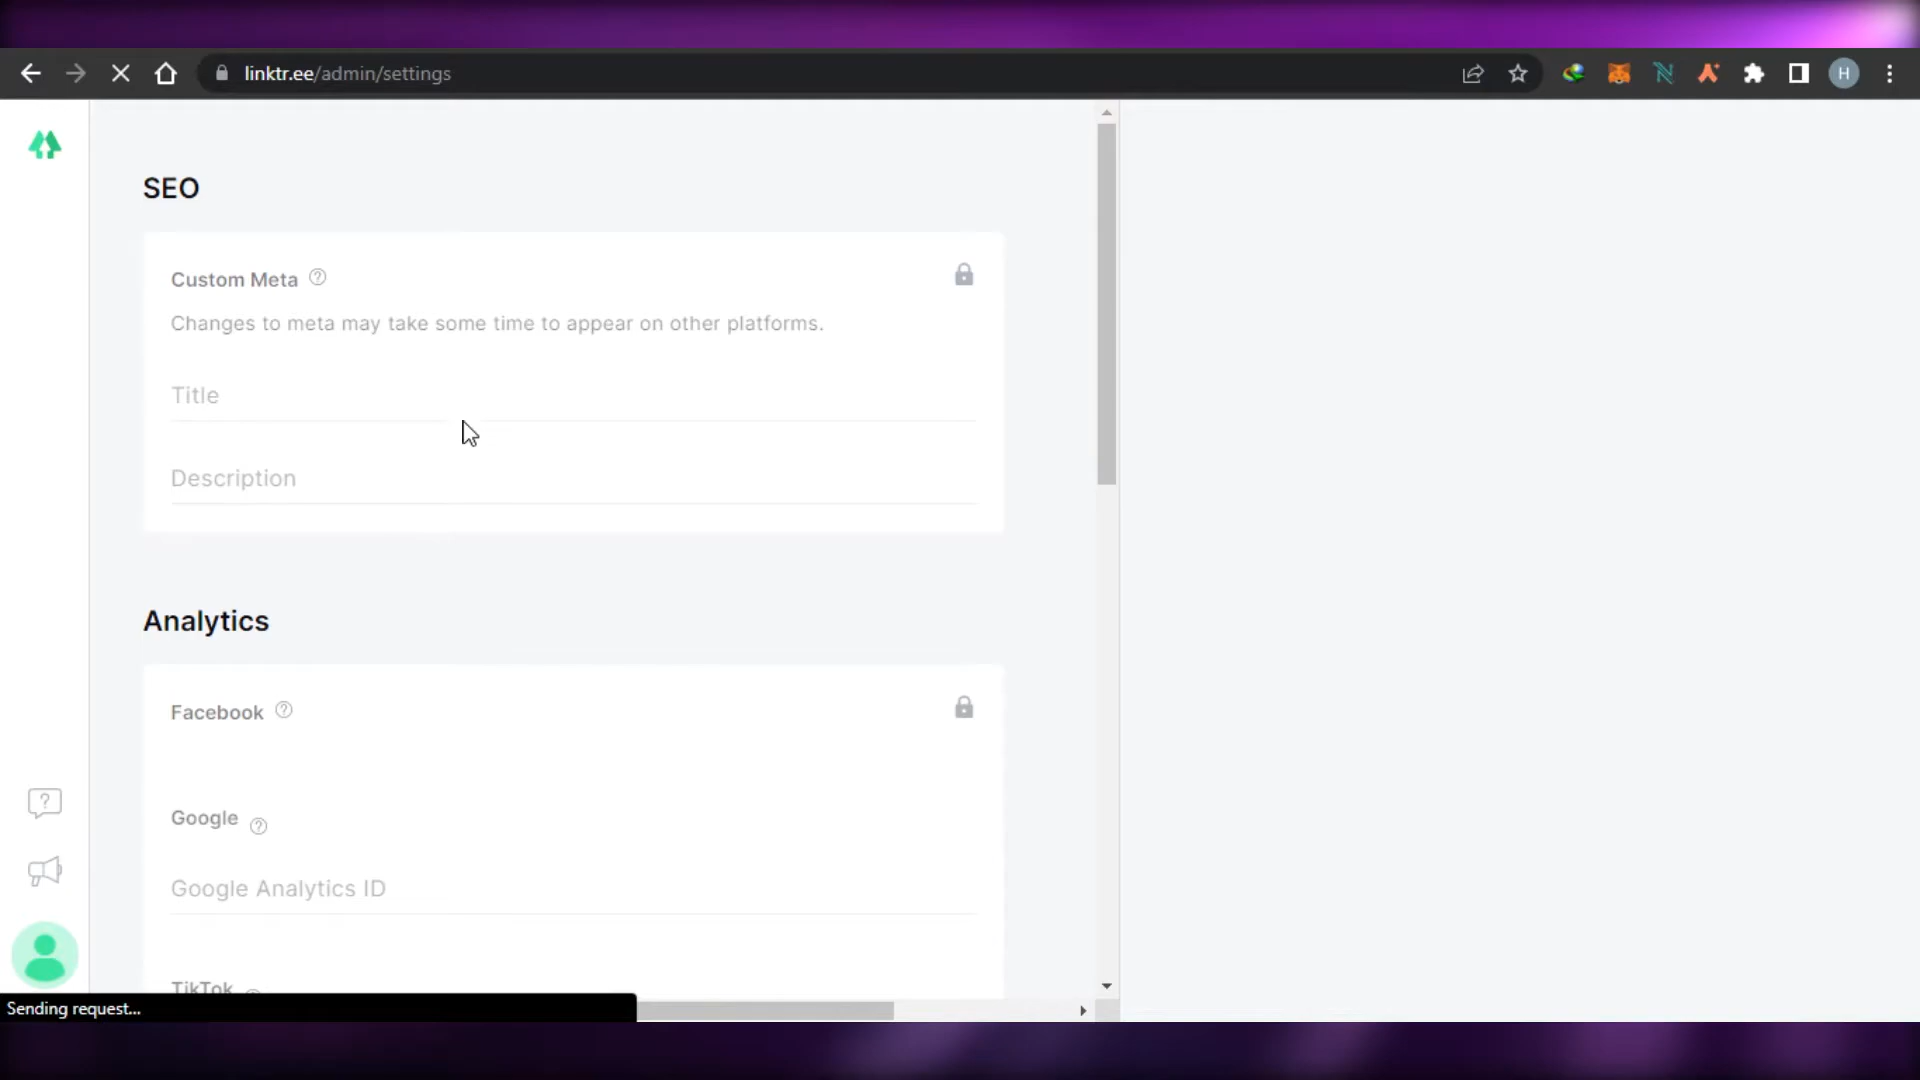 linktr.ee/admin/settings
H
SEO
Custom Meta
Changes to meta may take some time to appear on other platforms.
Title
Description
Analytics
Facebook
Google
Google Analytics ID
TikTok
Sending request...